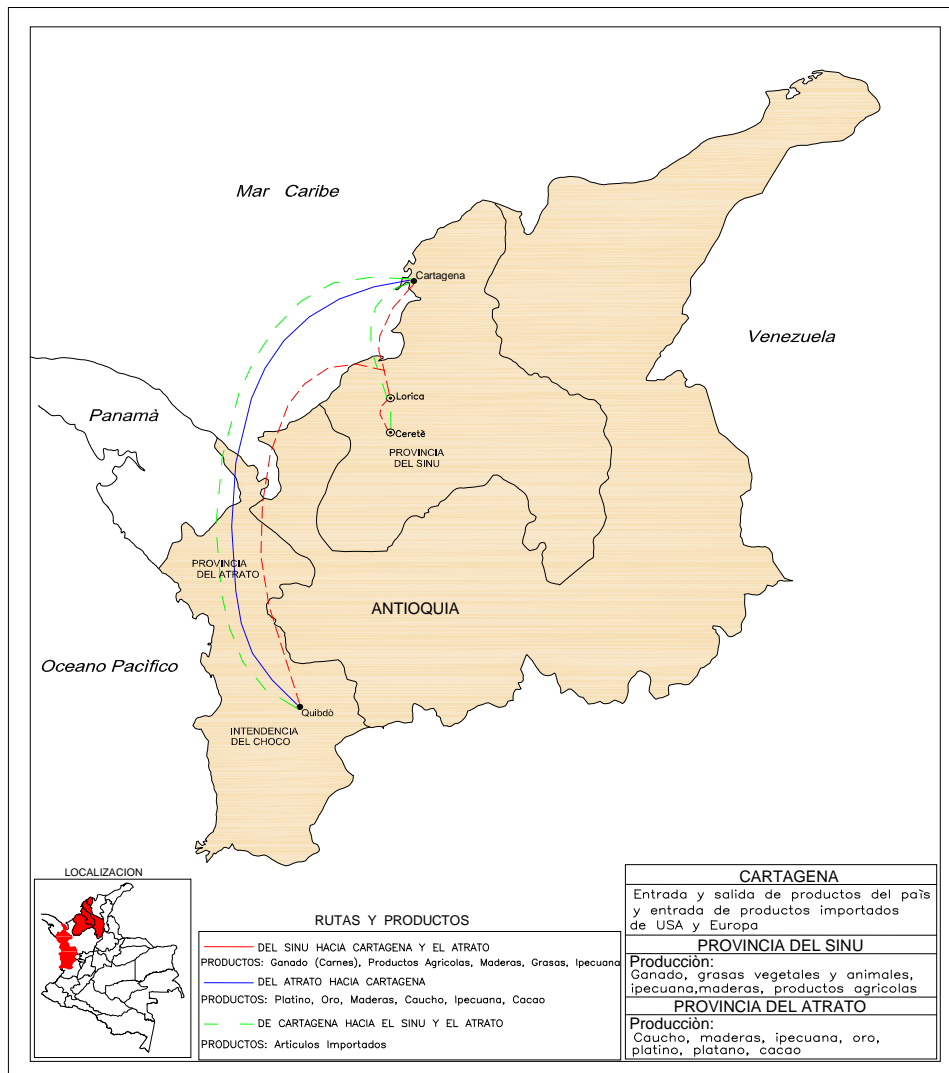 Mar Caribe
Cartagena
Venezuela
Panamà
Lorica
Ceretè
PROVINCIA
DEL SINU
PROVINCIA
DEL ATRATO
ANTIOQUIA
Oceano Pacifico
Quibdò
INTENDENCIA
DEL CHOCO
LOCALIZACION
RUTAS Y PRODUCTOS
DEL SINU HACIA CARTAGENA Y EL ATRATO
PRODUCTOS: Ganado (Carnes), Productos Agricolas, Maderas, Grasas, Ipecuana
DEL ATRATO HACIA CARTAGENA
PRODUCTOS: Platino, Oro, Maderas, Caucho, Ipecuana, Cacao
DE CARTAGENA HACIA EL SINU Y EL ATRATO
PRODUCTOS: Articulos Importados
CARTAGENA
Entrada y salida de productos del paìs
y entrada de productos importados
de USA y Europa
PROVINCIA DEL SINU
Producciòn:
Ganado, grasas vegetales y animales,
ipecuana,maderas, productos agricolas
PROVINCIA DEL ATRATO
Producciòn:
Caucho, maderas, ipecuana, oro,
platino, platano, cacao